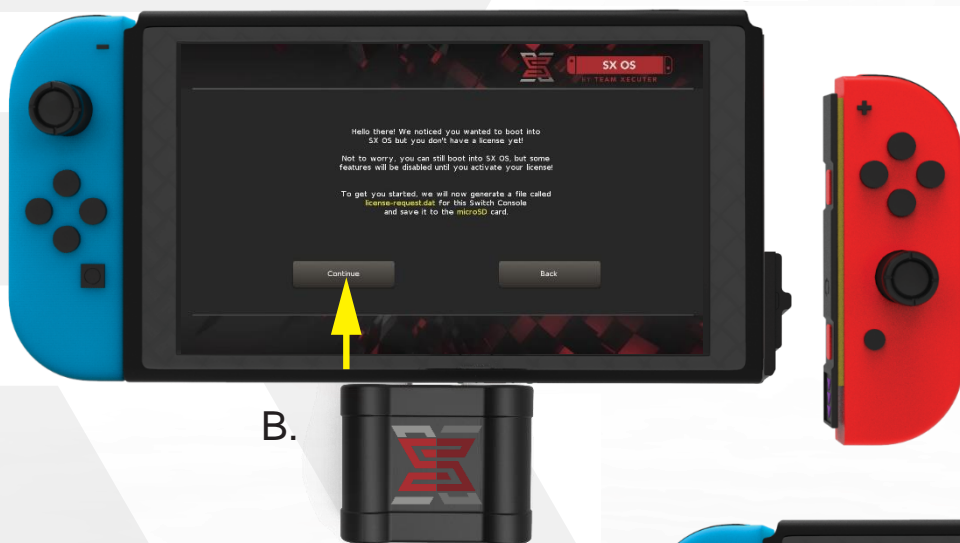 SX OS
BY TEAM XECUTER
Hello there! We noticed you wanted to boot into
SX OS but you don't have a license yet!
Not to worry, you can still boot into SX OS, but some
features will be disabled until you activate your license!
To get you started, we will now generate a file called
license-request.dat for this Switch Console
and save it to the microSD card.
Continue
Back
B.